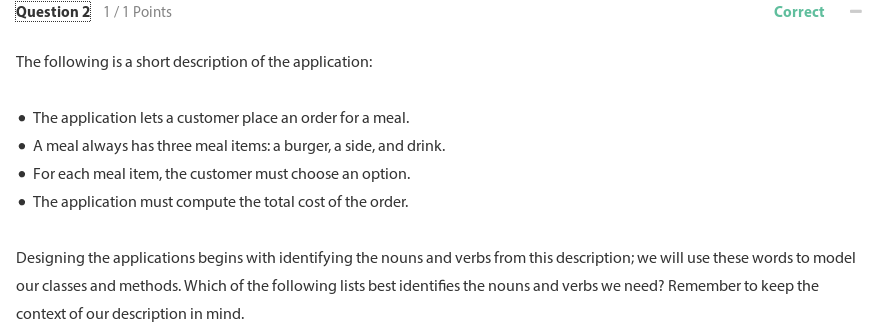 Question 2 1 / 1 Points Correct
The following is a short description of the application:
• The application lets a customer place an order for a meal.
• A meal always has three meal items: a burger, a side, and drink.
• For each meal item, the customer must choose an option.
• The application must compute the total cost of the order.
Designing the applications begins with identifying the nouns and verbs from this description; we will use these words to model
our classes and methods. Which of the following lists best identifies the nouns and verbs we need? Remember to keep the
context of our description in mind.